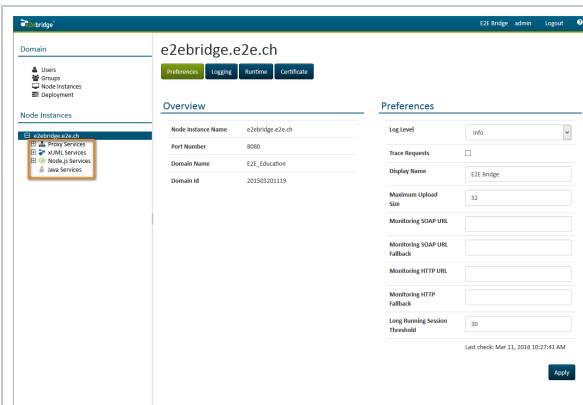 e2ebridge
E2E Bridge admin Logout ?
Domain
Users
Groups
Node Instances
Deployment
Node Instances
e2ebridge.e2e.ch
Proxy Services
xUML Services
Node.js Services
Java Services
e2ebridge.e2e.ch
Preferences Logging Runtime Certificate
Overview
Node Instance Name e2ebridge.e2e.ch
Port Number 8080
Domain Name E2E_Education
Domain Id 201503201119
Preferences
Log Level Info
Trace Requests
Display Name E2E Bridge
Maximum Upload
Size 32
Monitoring SOAP URL
Monitoring SOAP URL
Fallback
Monitoring HTTP URL
Monitoring HTTP
Fallback
Long Running Session
Threshold 30
Last check: Mar 11, 2016 10:27:41 AM
Apply